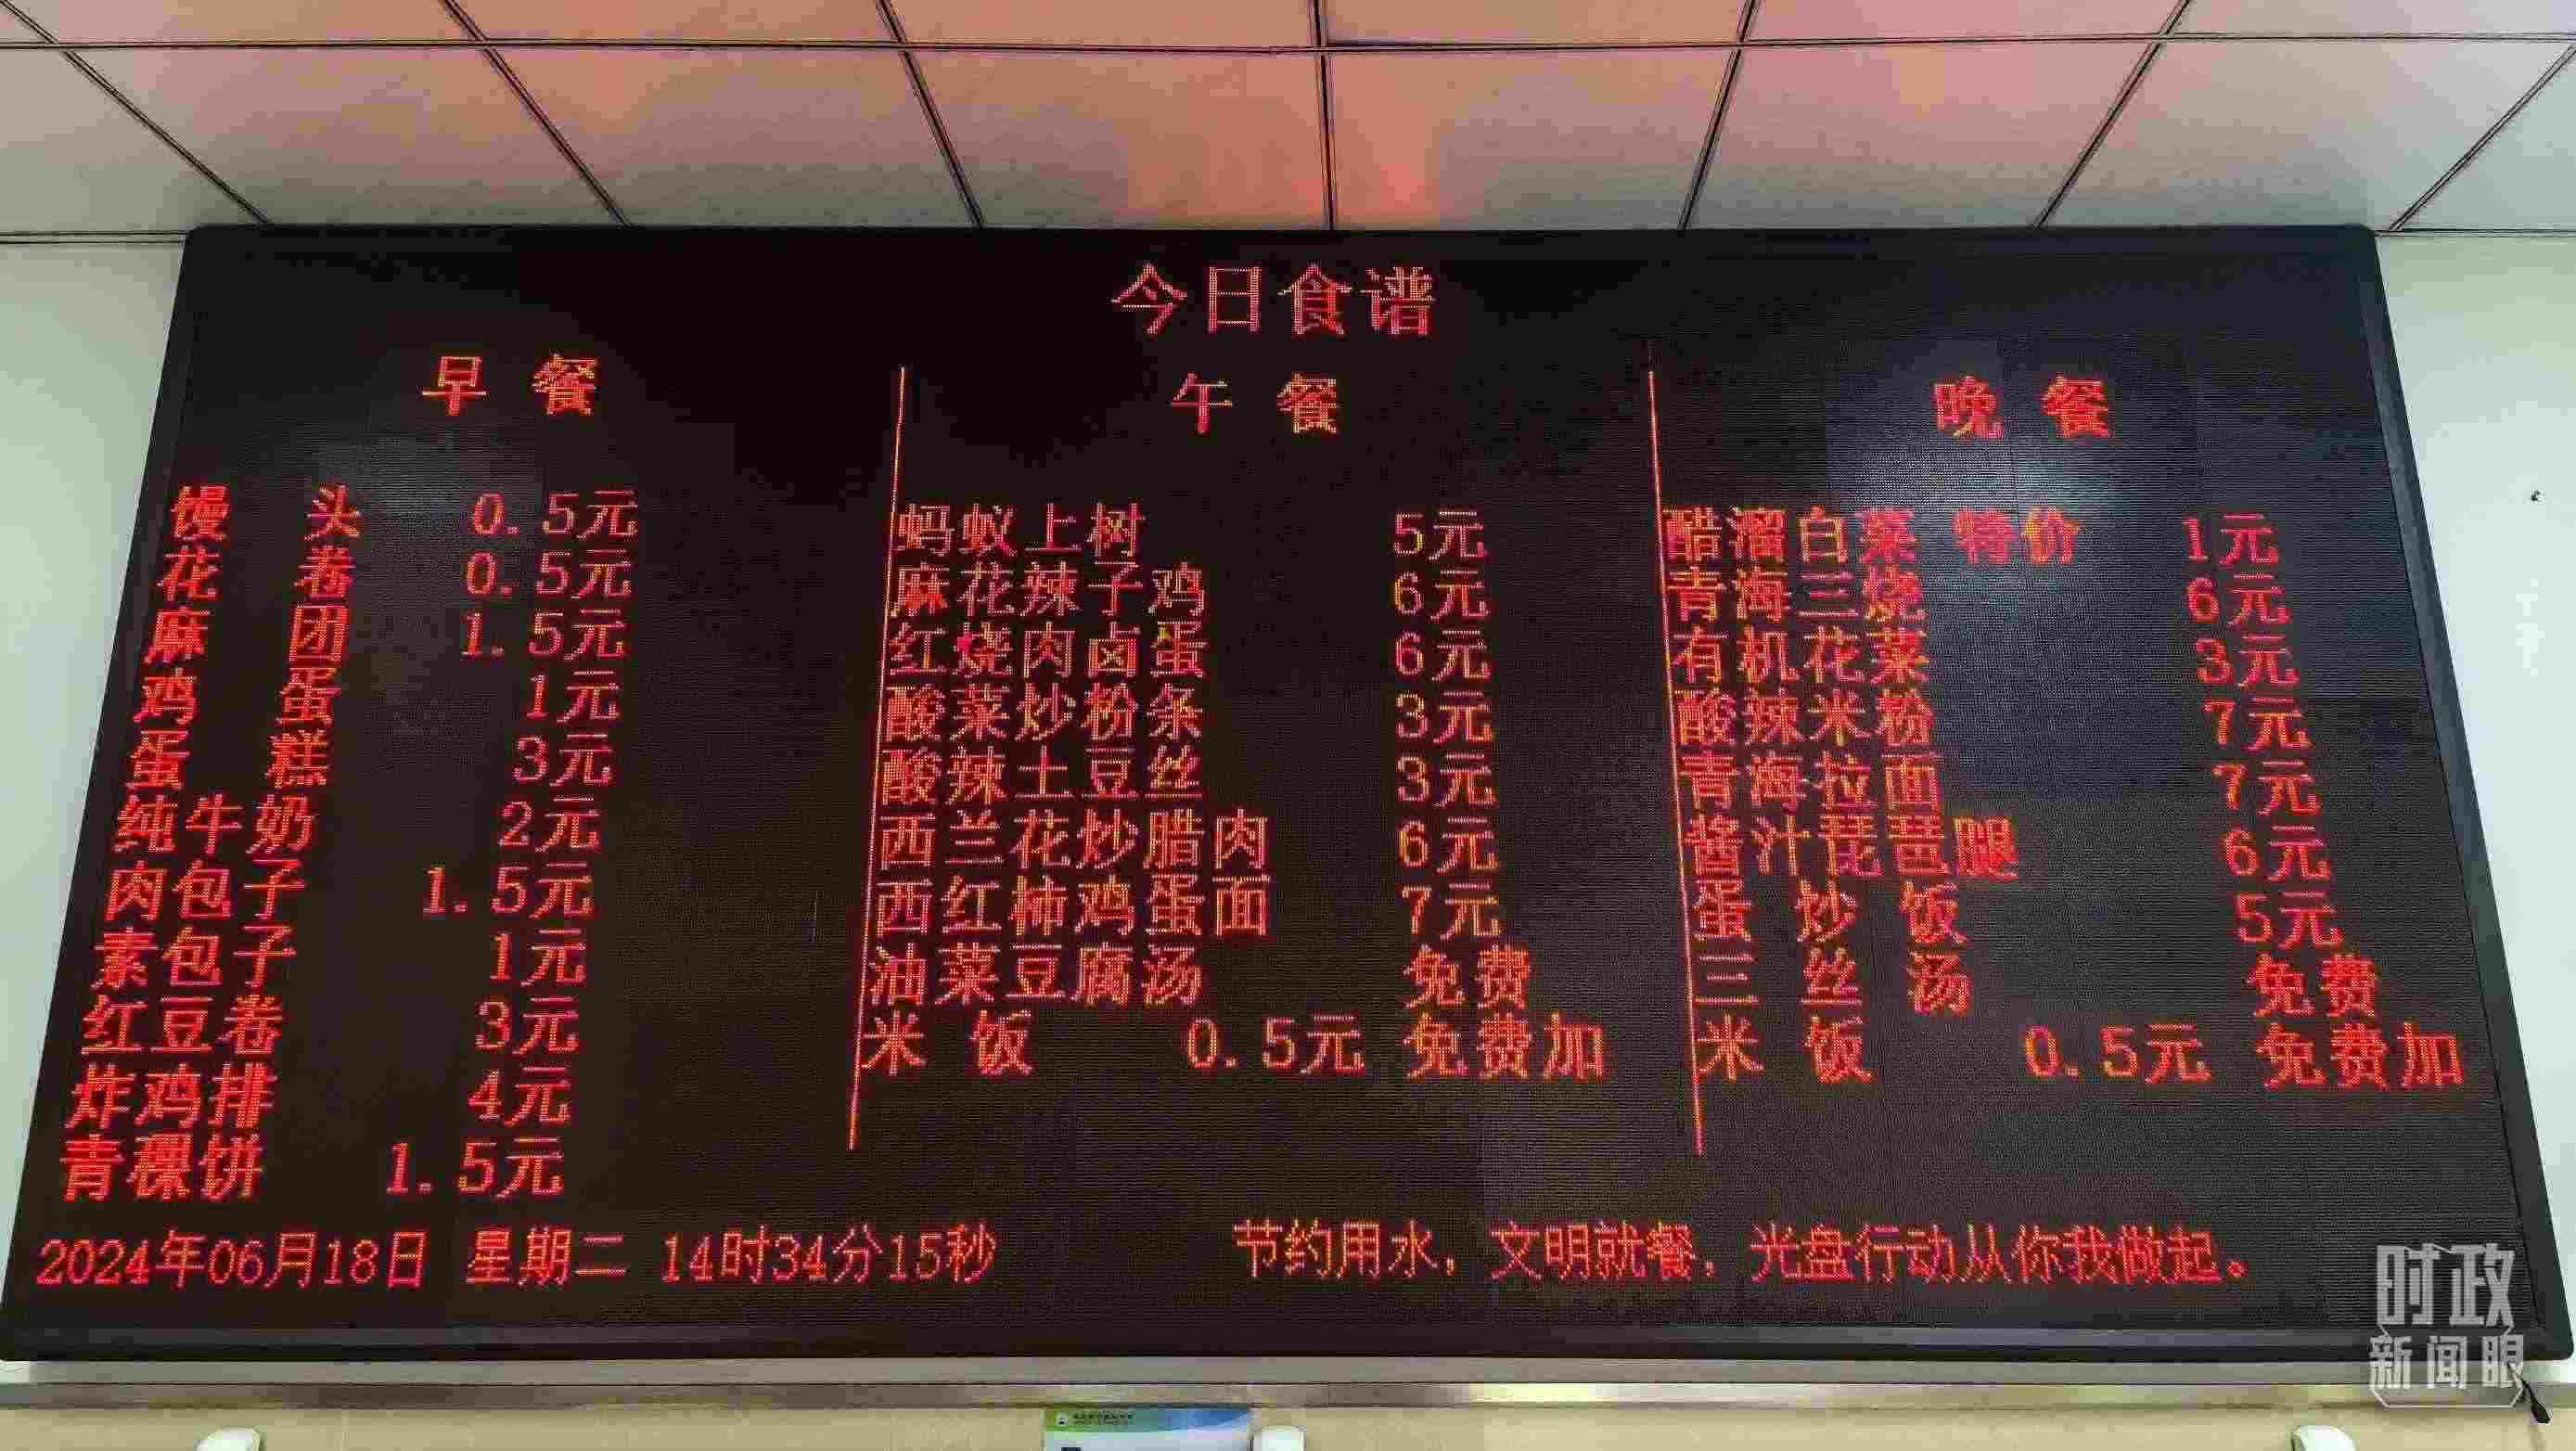 今日食谱
早 餐
馒 头 0.5元
花 卷 0.5元
麻 团 1.5元
鸡 蛋 1元
蛋 糕 3元
纯牛奶 2元
肉包子 1.5元
素包子 1元
红豆卷 3元
炸鸡排 4元
青稞饼 1.5元
午 餐
蚂蚁上树 5元
麻花辣子鸡 6元
红烧肉卤蛋 6元
酸菜炒粉条 3元
酸辣土豆丝 3元
西兰花炒腊肉 6元
西红柿鸡蛋面 7元
油菜豆腐汤 免费
米 饭 0.5元 免费加
晚 餐
醋溜白菜 特价 1元
青海三烧 6元
有机花菜 3元
酸辣米粉 7元
青海拉面 7元
酱汁琵琶腿 6元
蛋 炒 饭 5元
三 丝 汤 免费
米 饭 0.5元 免费加
2024年06月18日 星期二 14时34分15秒
节约用水，文明就餐，光盘行动从你我做起。
时政
新闻眼